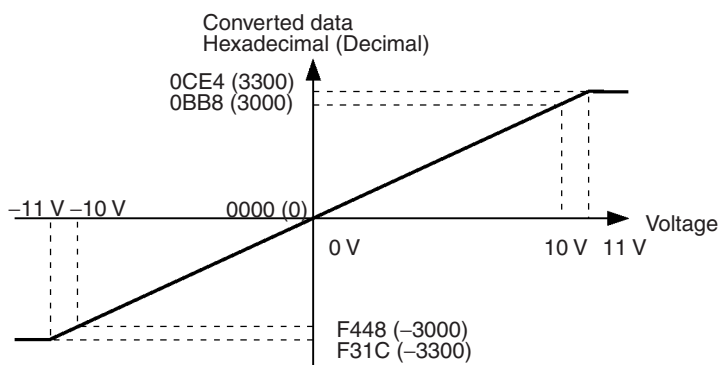 Converted data
Hexadecimal (Decimal)
0CE4 (3300)
0BB8 (3000)
–11 V –10 V
0000 (0)
Voltage
0 V
10 V
11 V
F448 (–3000)
F31C (–3300)